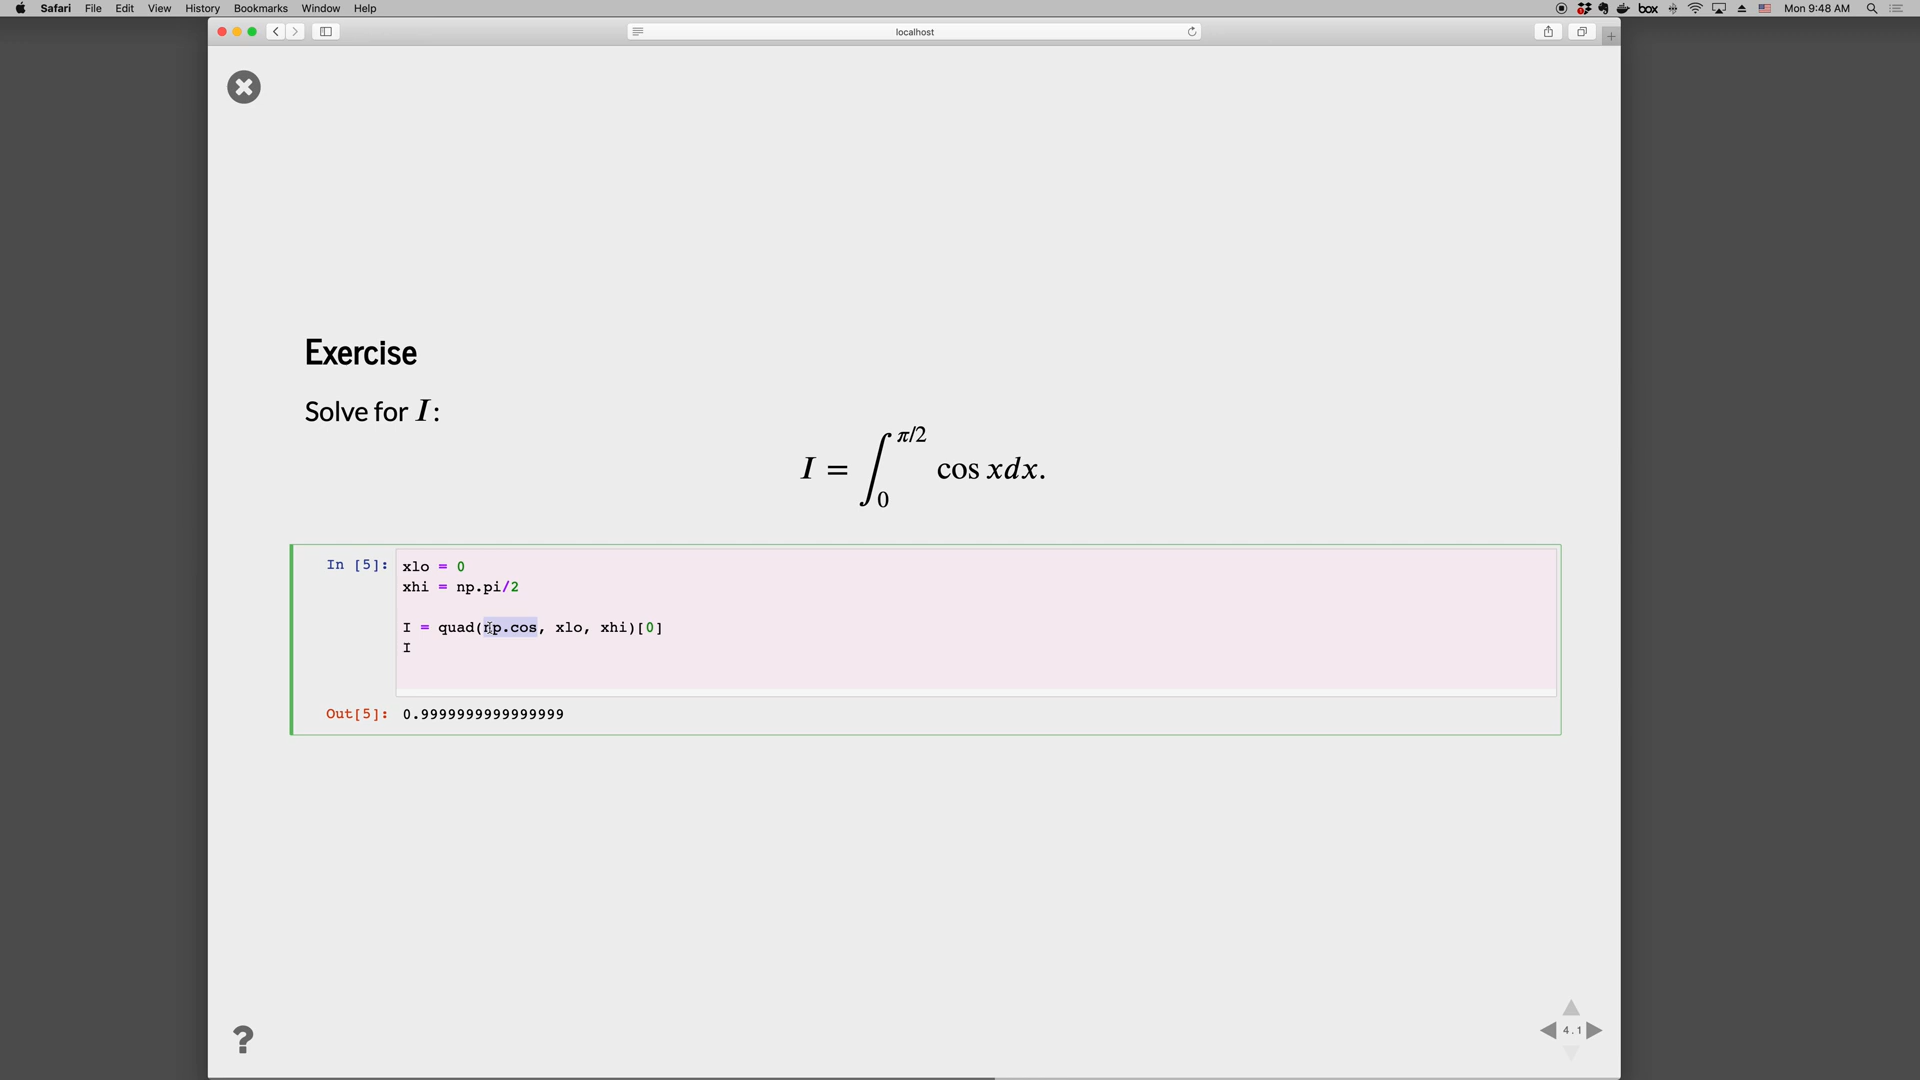 Safari File Edit View History Bookmarks Window Help box Mon 9:48 AM
localhost
Exercise
Solve for I:
I = ∫₀^{π/2} cos xdx.
In [5]: xlo = 0
xhi = np.pi/2
I = quad(np.cos, xlo, xhi)[0]
I
Out[5]: 0.9999999999999999
?
4.1